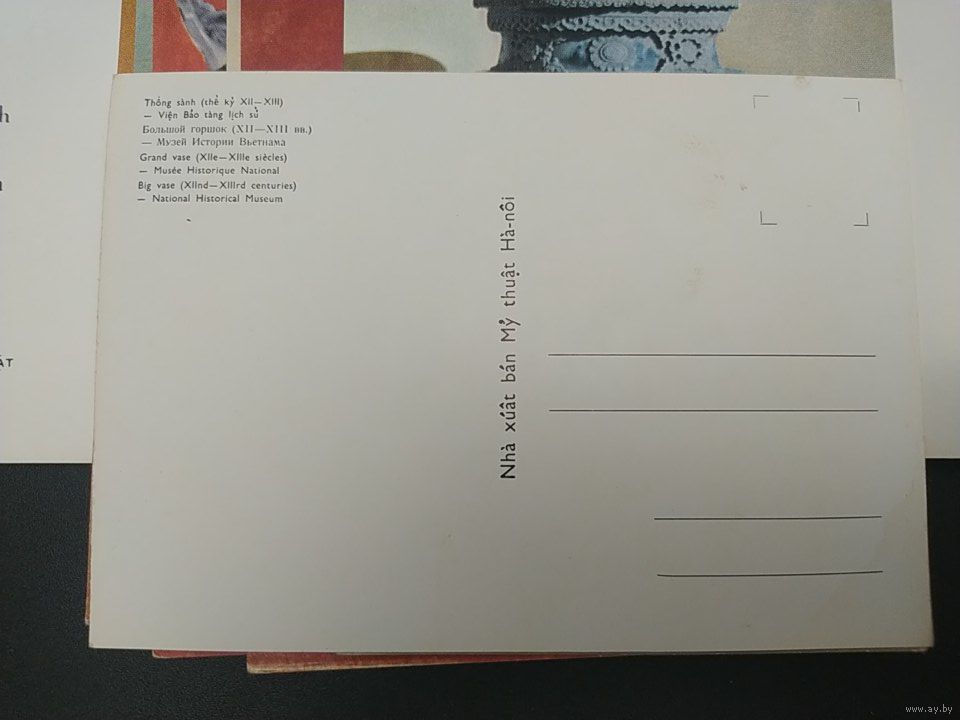 Thống sành (thể kỷ XII—XIII)
— Viện Bảo tàng lịch sử
Большой горшок (XII—XIII вв.)
— Музей Истории Вьетнама
Grand vase (XIIe—XIIIe siècles)
— Musée Historique National
Big vase (XIInd—XIIIrd centuries)
— National Historical Museum
Nhà xuất bản Mỹ thuật Hà-nôi
h
ẬT
www.ay.by